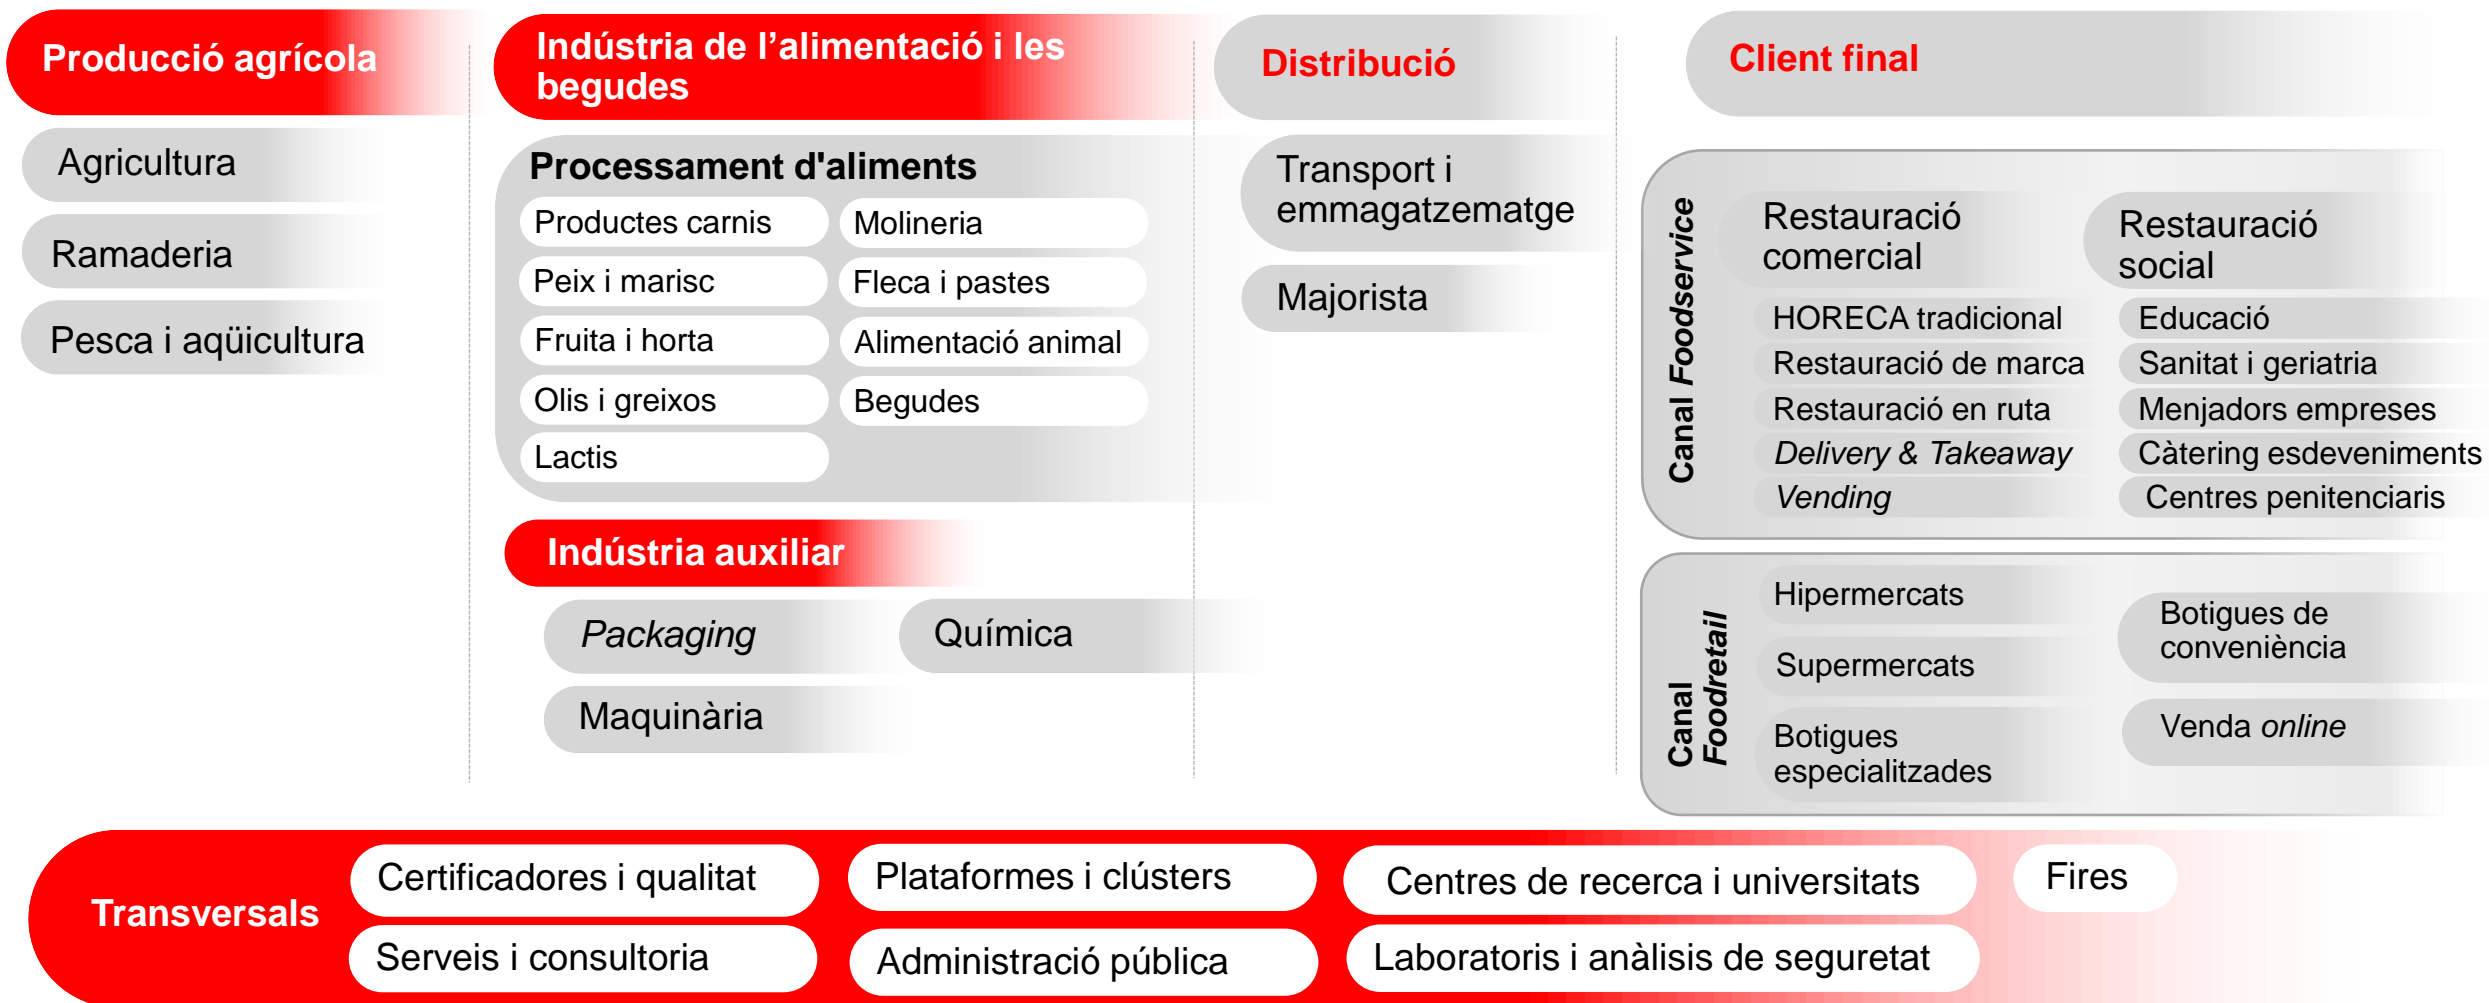 Producció agrícola
Agricultura
Ramaderia
Pesca i aqüicultura
Indústria de l’alimentació i les
begudes
Processament d'aliments
Productes carnis
Peix i marisc
Fruita i horta
Olis i greixos
Lactis
Molineria
Fleca i pastes
Alimentació animal
Begudes
Indústria auxiliar
Packaging
Química
Maquinària
Distribució
Transport i
emmagatzematge
Majorista
Client final
Canal Foodservice
Restauració
comercial
HORECA tradicional
Restauració de marca
Restauració en ruta
Delivery & Takeaway
Vending
Restauració
social
Educació
Sanitat i geriatria
Menjadors empreses
Càtering esdeveniments
Centres penitenciaris
Canal
Foodretail
Hipermercats
Supermercats
Botigues
especialitzades
Botigues de
conveniència
Venda online
Transversals
Certificadores i qualitat
Plataformes i clústers
Centres de recerca i universitats
Fires
Serveis i consultoria
Administració pública
Laboratoris i anàlisis de seguretat